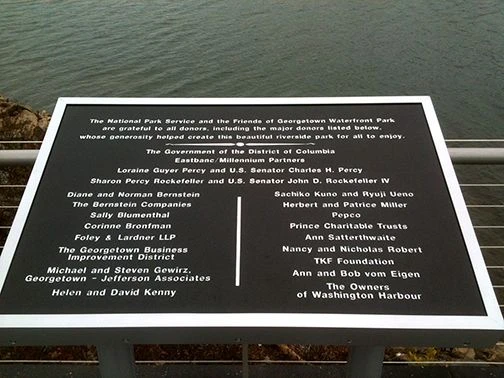 The National Park Service and the Friends of Georgetown Waterfront Park
are grateful to all donors, including the major donors listed below,
whose generosity helped create this beautiful riverside park for all to enjoy.
The Government of the District of Columbia
Eastbanc/Millennium Partners
Loraine Guyer Percy and U.S. Senator Charles H. Percy
Sharon Percy Rockefeller and U.S. Senator John D. Rockefeller IV
Diane and Norman Bernstein
The Bernstein Companies
Sally Blumenthal
Corinne Bronfman
Foley & Lardner LLP
The Georgetown Business
Improvement District
Michael and Steven Gewirz,
Georgetown - Jefferson Associates
Helen and David Kenny
Sachiko Kuno and Ryuji Ueno
Herbert and Patrice Miller
Pepco
Prince Charitable Trusts
Ann Satterthwaite
Nancy and Nicholas Robert
TKF Foundation
Ann and Bob vom Eigen
The Owners
of Washington Harbour